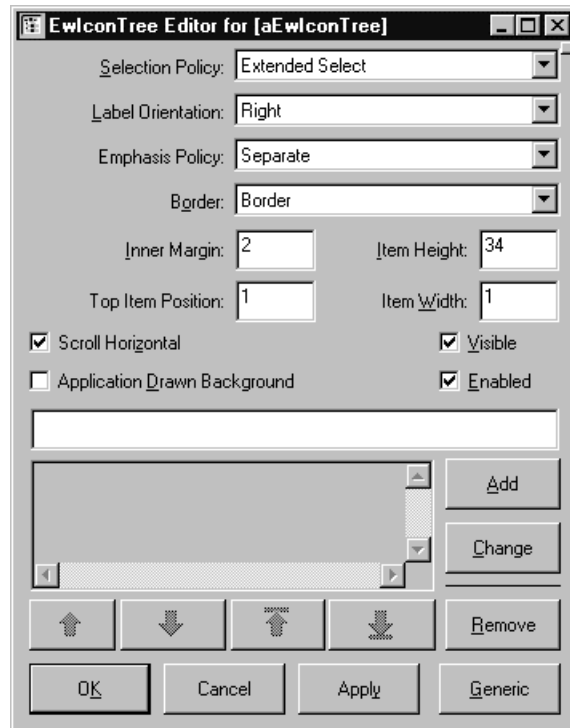 EwIconTree Editor for [aEwIconTree]
Selection Policy: Extended Select
Label Orientation: Right
Emphasis Policy: Separate
Border: Border
Inner Margin: 2 Item Height: 34
Top Item Position: 1 Item Width: 1
Scroll Horizontal Visible
Application Drawn Background Enabled
Add
Change
Remove
OK Cancel Apply Generic